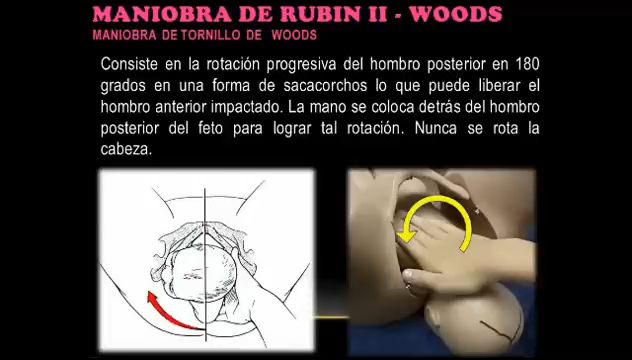 MANIOBRA DE RUBIN II - WOODS
MANIOBRA DE TORNILLO DE WOODS
Consiste en la rotación progresiva del hombro posterior en 180
grados en una forma de sacacorchos lo que puede liberar el
hombro anterior impactado. La mano se coloca detrás del hombro
posterior del feto para lograr tal rotación. Nunca se rota la
cabeza.